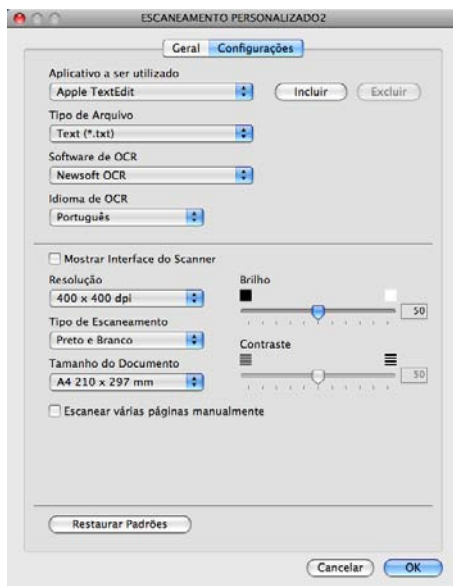 ESCANEAMENTO PERSONALIZADO2
Geral Configurações
Aplicativo a ser utilizado
Apple TextEdit Incluir Excluir
Tipo de Arquivo
Text (*.txt)
Software de OCR
Newsoft OCR
Idioma de OCR
Português
Mostrar Interface do Scanner
Resolução Brilho
400 x 400 dpi 50
Tipo de Escaneamento
Preto e Branco Contraste
Tamanho do Documento
A4 210 x 297 mm 50
Escanear várias páginas manualmente
Restaurar Padrões
Cancelar OK